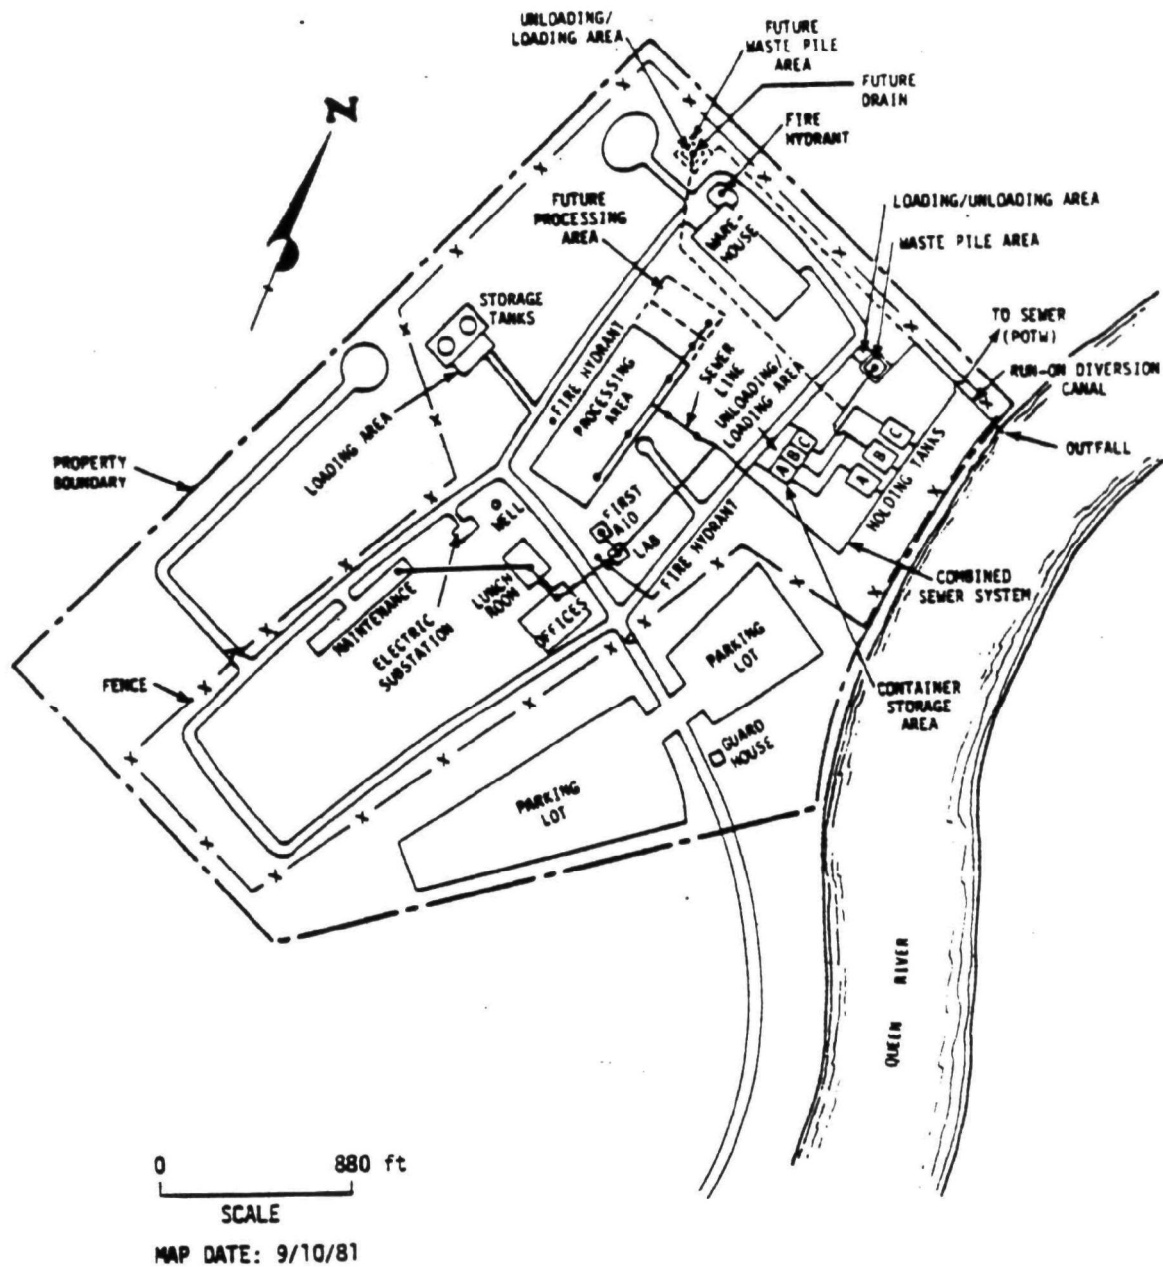 UNLOADING/
LOADING AREA
FUTURE
WASTE PILE
AREA
FUTURE
DRAIN
FIRE
HYDRANT
N
FUTURE
PROCESSING
AREA
WARE-
HOUSE
LOADING/UNLOADING AREA
WASTE PILE AREA
STORAGE
TANKS
TO SEWER
(POTW)
RUN-ON DIVERSION
CANAL
FIRE HYDRANT
PROCESSING
AREA
SEWER
LINE
UNLOADING/
LOADING AREA
LOADING AREA
PROPERTY
BOUNDARY
A B C
A B C
HOLDING TANKS
OUTFALL
WELL
FIRST
AID
LAB
FIRE HYDRANT
LUNCH
ROOM
OFFICES
MAINTENANCE
ELECTRIC
SUBSTATION
COMBINED
SEWER SYSTEM
FENCE
PARKING
LOT
CONTAINER
STORAGE
AREA
GUARD
HOUSE
PARKING
LOT
QUEEN RIVER
0 880 ft
SCALE
MAP DATE: 9/10/81